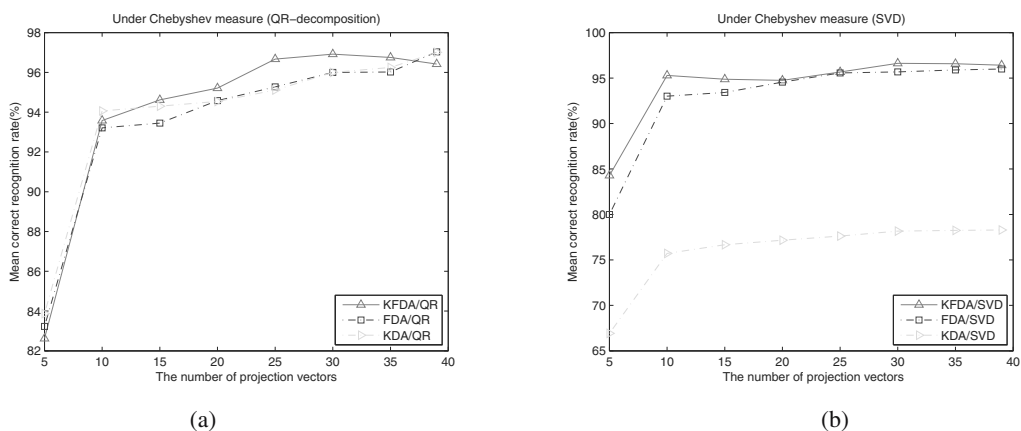 Under Chebyshev measure (QR−decomposition)
98
97
96
94
92
90
88
86
84
82
5
10
15
20
25
30
35
40
Mean correct recognition rate(%)
The number of projection vectors
KFDA/QR
FDA/QR
KDA/QR
(a)
Under Chebyshev measure (SVD)
100
95
90
85
80
75
70
65
5
10
15
20
25
30
35
40
Mean correct recognition rate(%)
The number of projection vectors
KFDA/SVD
FDA/SVD
KDA/SVD
(b)